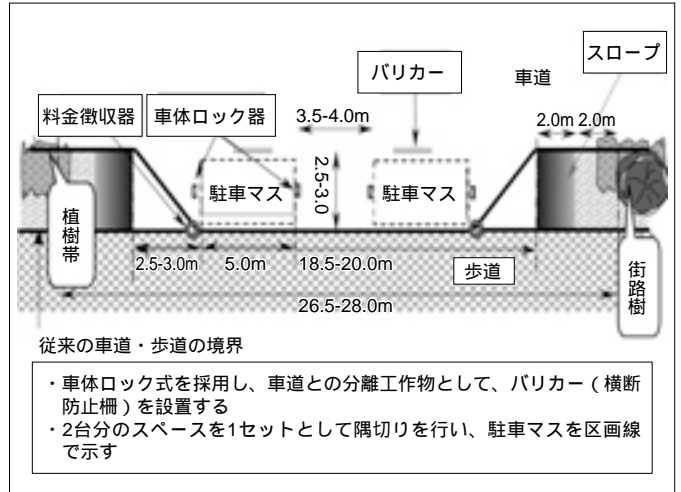 スロープ
バリカー
車道
料金徴収器
車体ロック器
3.5-4.0m
2.0m 2.0m
2.5-3.0
駐車マス
駐車マス
植樹帯
2.5-3.0m
5.0m
18.5-20.0m
歩道
街路樹
26.5-28.0m
従来の車道・歩道の境界
・車体ロック式を採用し、車道との分離工作物として、バリカー（横断
防止柵）を設置する
・2台分のスペースを1セットとして隅切りを行い、駐車マスを区画線
で示す